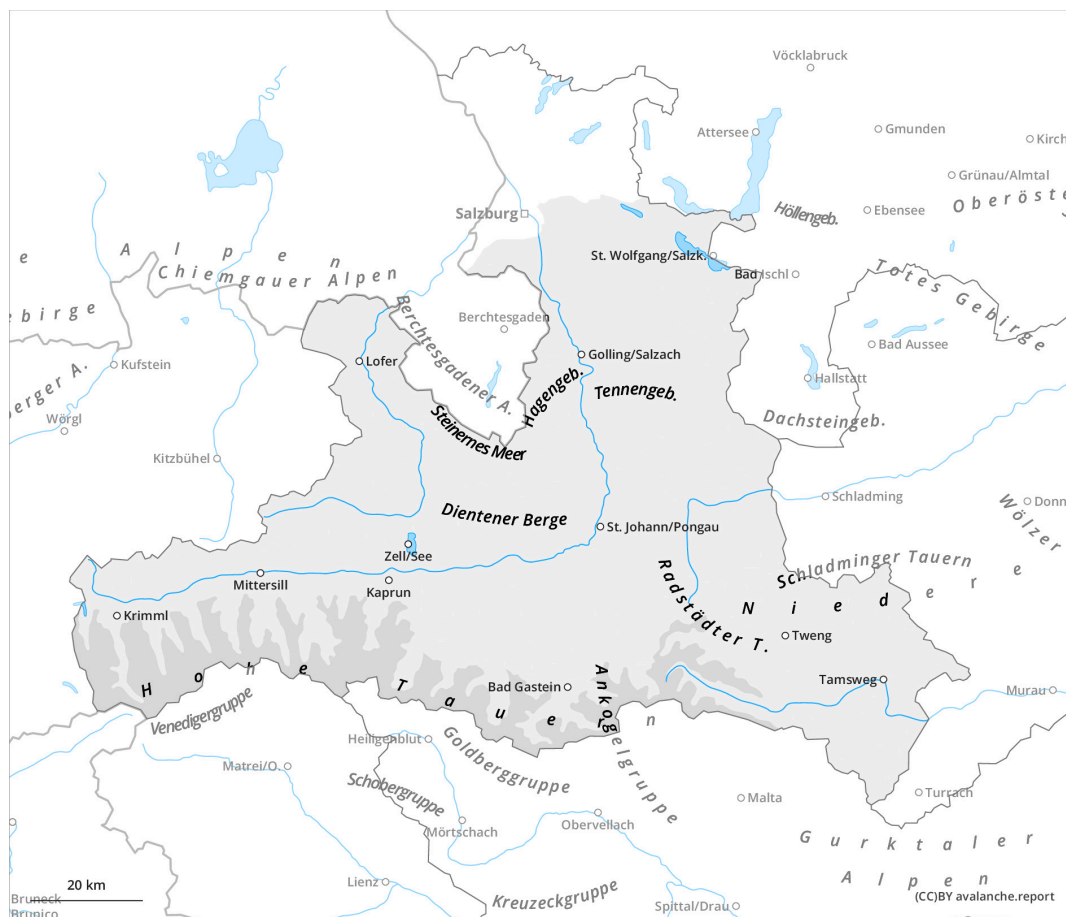 Vöcklabruck
Attersee
Gmunden
Kirch
Grünau/Almtal
Oberöste
Salzburg
Höllengeb.
Ebensee
Alpen
e
St. Wolfgang/Salzk.
Bad Ischl
Chiemgauer Alpen
Totes Gebirge
ebirge
Berchtesgaden
Berchtesgadener A.
Bad Aussee
Golling/Salzach
Lofer
Kufstein
Hallstatt
Hagengeb.
Tennengeb.
berger A.
Wörgl
Steinernes Meer
Dachsteingeb.
Kitzbühel
Schladming
Donn
Wölzer
Dientener Berge
St. Johann/Pongau
Zell/See
Schladminger Tauern
Mittersill
Kaprun
Radstädter T.
Niedere
Krimml
Tweng
Hohe Tauern
Bad Gastein
Ankogelgruppe
Tamsweg
Murau
Venedigergruppe
Heiligenblut
Goldberggruppe
Matrei/O.
Schobergruppe
Malta
Turrach
Mörtschach
Obervellach
Gurktaler
Alpen
20 km
Lienz
Kreuzeckgruppe
Bruneck
Brunico
Spittal/Drau
(CC)BY avalanche.report